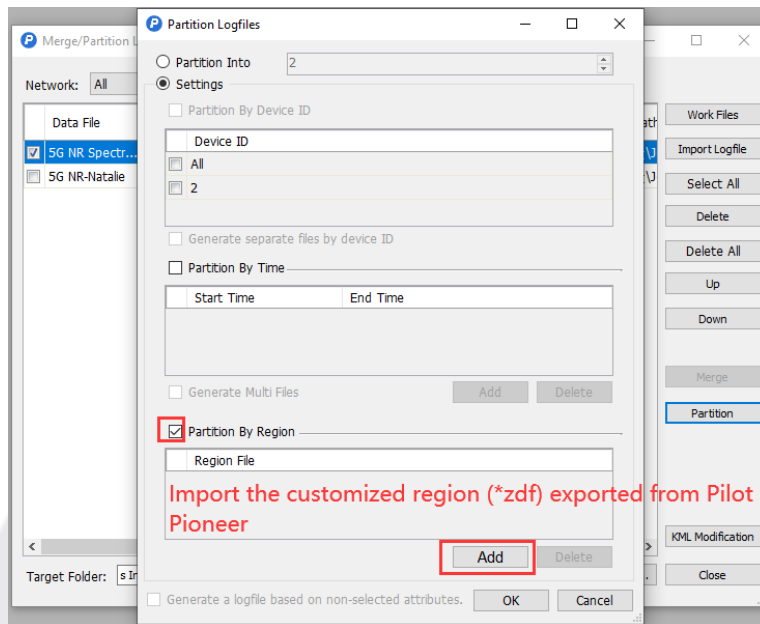 Partition Logfiles
Merge/Partition L
Partition Into
2
Network: All
Settings
Data File
Partition By Device ID
ath
Work Files
5G NR Spectr...
\J
Device ID
Import Logfile
5G NR-Natalie
\J
All
Select All
2
Delete
Generate separate files by device ID
Delete All
Partition By Time
Up
Start Time End Time
Down
Merge
Generate Multi Files Add Delete
Partition
Partition By Region
Region File
Import the customized region (*zdf) exported from Pilot
Pioneer
KML Modification
Add Delete
Target Folder: s Ir
. Close
Generate a logfile based on non-selected attributes. OK Cancel